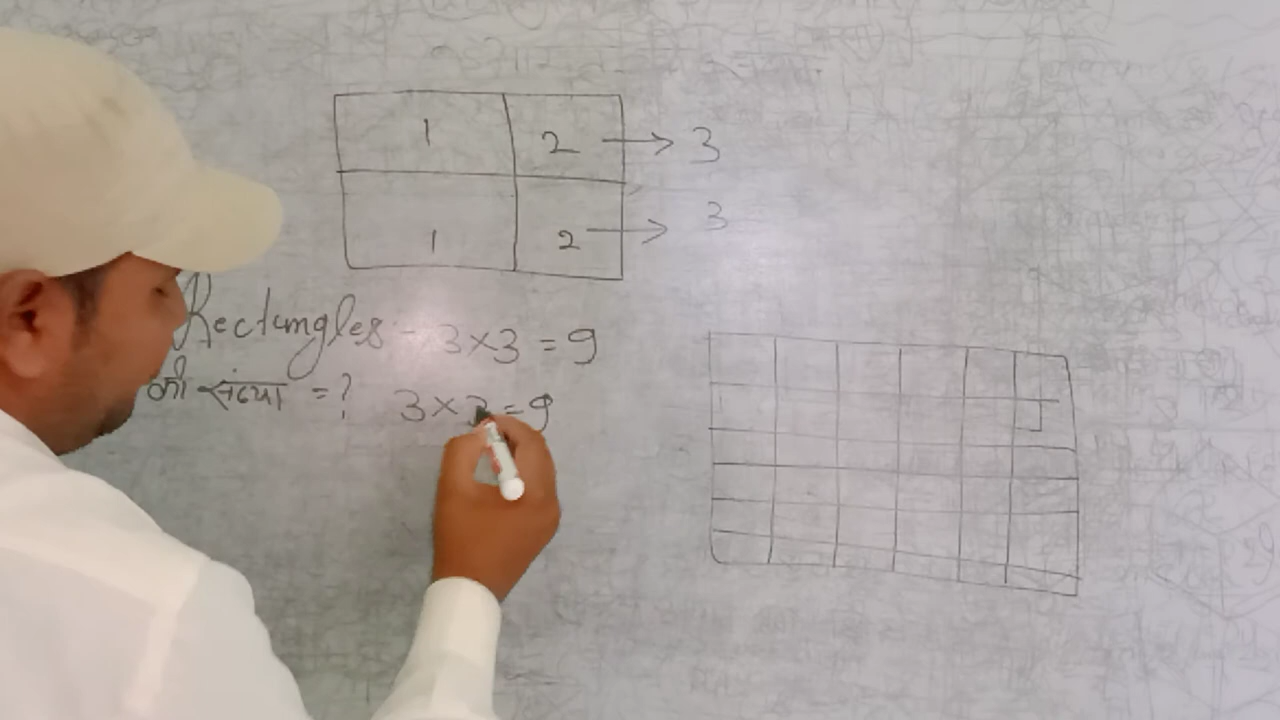 1 2 → 3
1 2 → 3
Rectangles - 3×3 = 9
की संख्या = ? 3×3 = 9